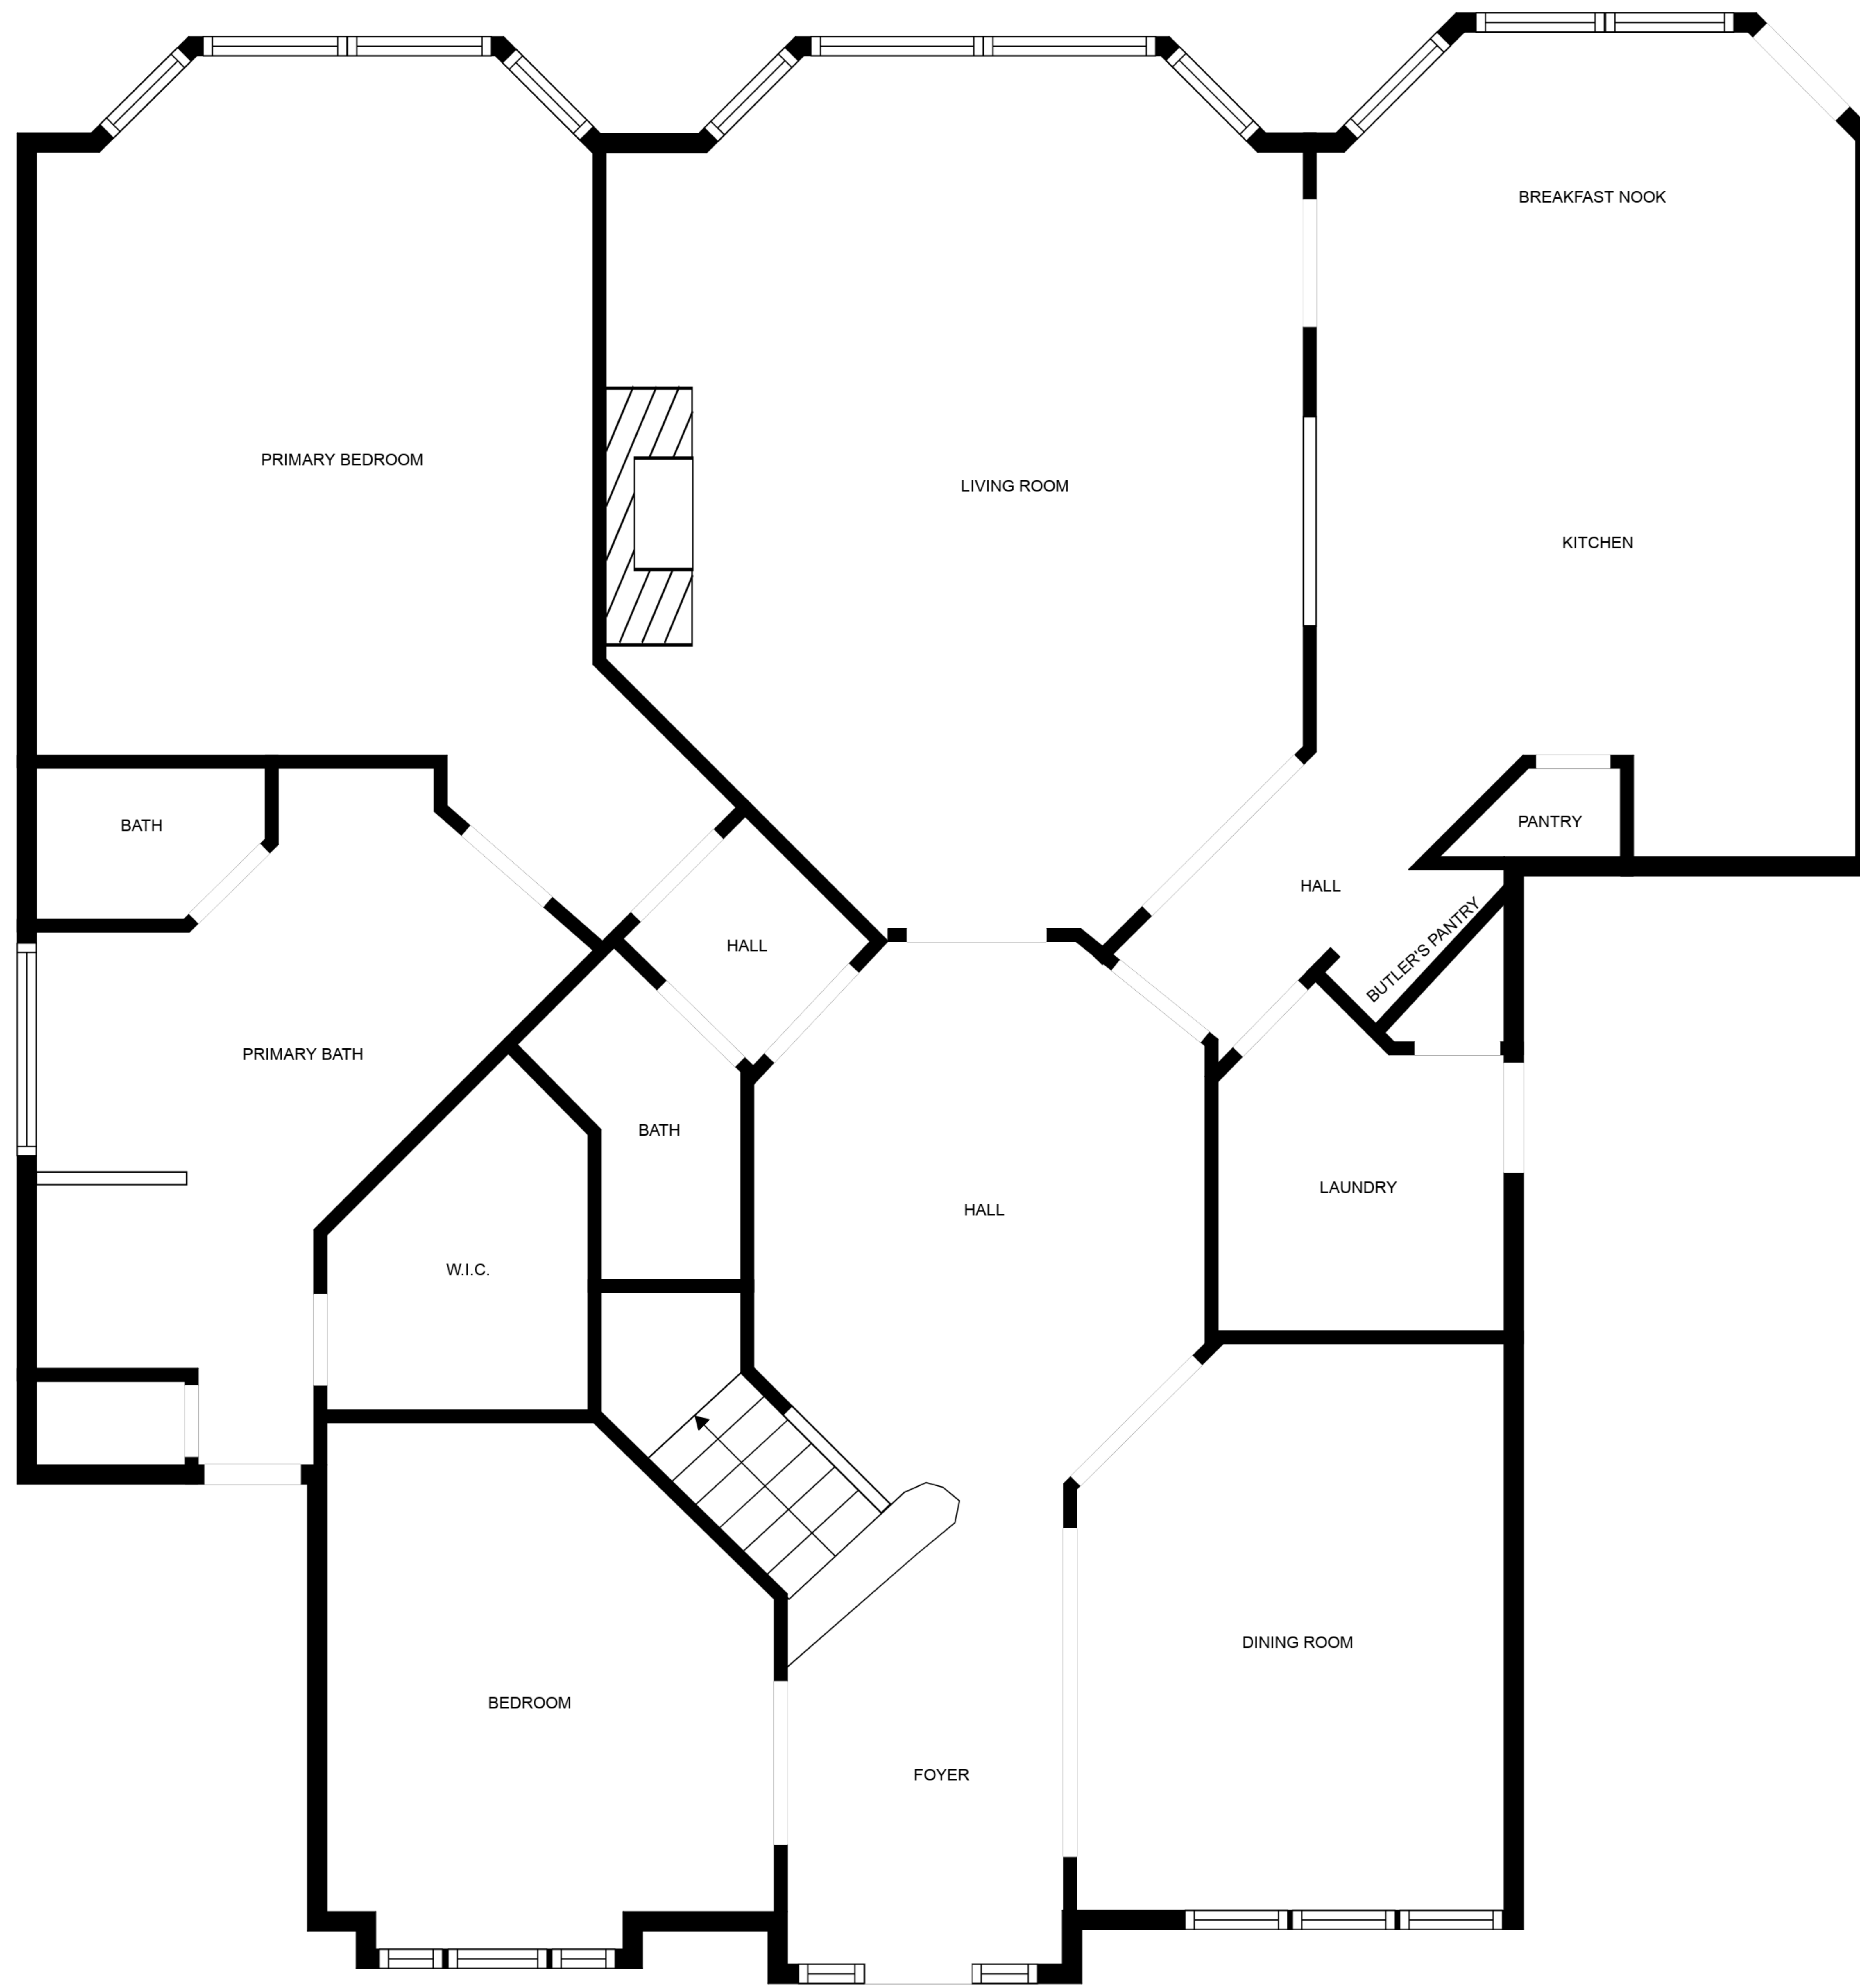 BREAKFAST NOOK
PRIMARY BEDROOM
LIVING ROOM
KITCHEN
BATH
PANTRY
HALL
HALL
BUTLER'S PANTRY
PRIMARY BATH
BATH
LAUNDRY
HALL
W.I.C.
DINING ROOM
BEDROOM
FOYER